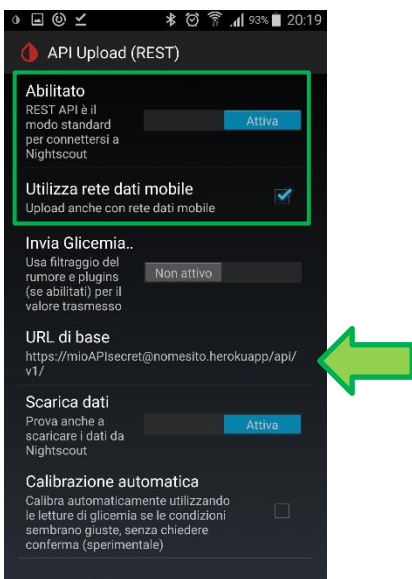 93% 20:19
API Upload (REST)
Abilitato
REST API è il
modo standard
per connettersi a
Nightscout
Attiva
Utilizza rete dati mobile
Upload anche con rete dati mobile
Invia Glicemia..
Usa filtraggio del
rumore e plugins
(se abilitati) per il
valore trasmesso
Non attivo
URL di base
https://mioAPIsecret@nomesito.herokuapp/api/
v1/
Scarica dati
Prova anche a
scaricare i dati da
Nightscout
Attiva
Calibrazione automatica
Calibra automaticamente utilizzando
le letture di glicemia se le condizioni
sembrano giuste, senza chiedere
conferma (sperimentale)